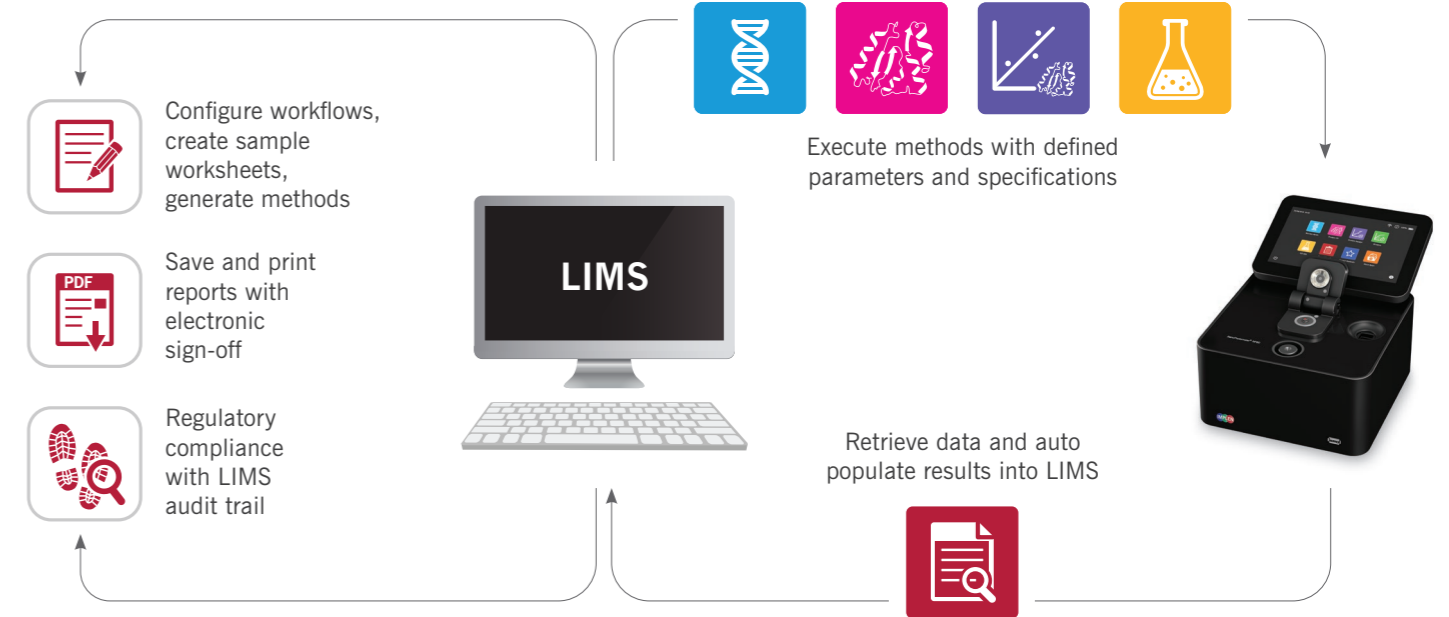 Configure workflows,
create sample
worksheets,
generate methods
PDF
Save and print
reports with
electronic
sign-off
Regulatory
compliance
with LIMS
audit trail
LIMS
Execute methods with defined
parameters and specifications
Retrieve data and auto
populate results into LIMS